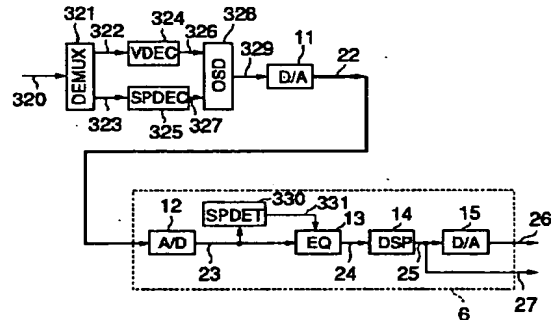 321
324
328
322
326
11
DEMUX
VDEC
OSD
329
D/A
22
320
SPDEC
323
325
327
330
331
12
SPDET
13
14
15
26
A/D
EQ
DSP
D/A
23
24
25
27
6